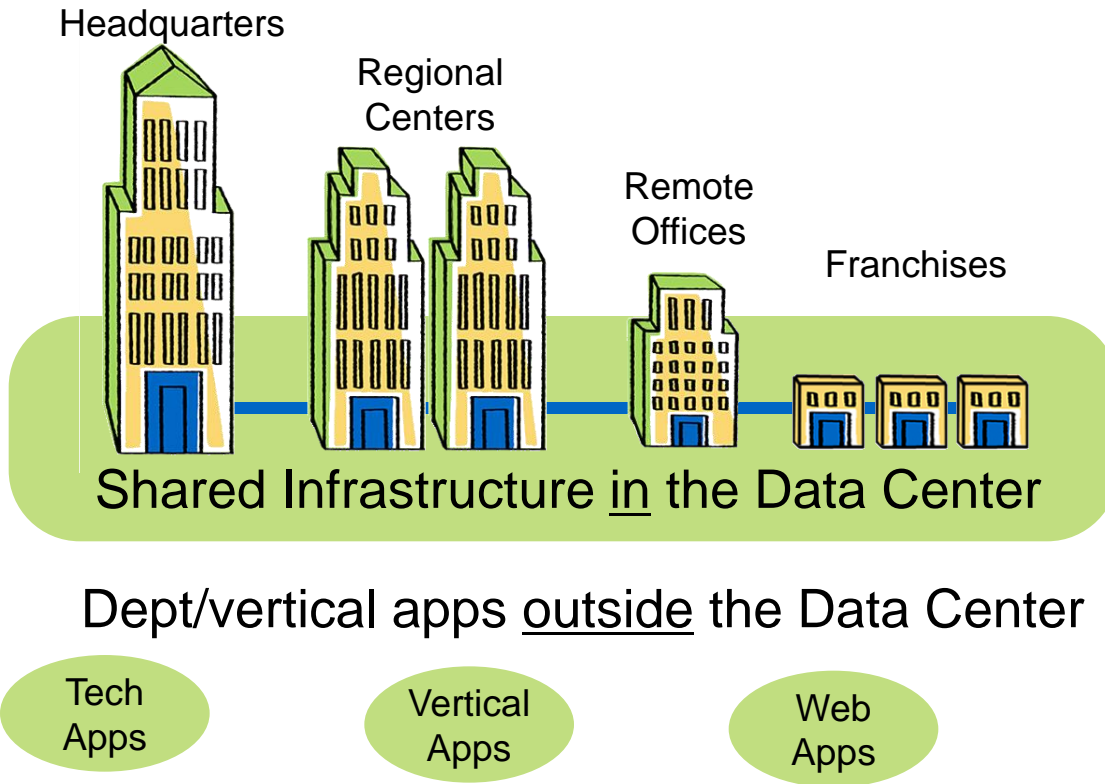 Headquarters
Regional
Centers
Remote
Offices
Franchises
Shared Infrastructure in the Data Center
Dept/vertical apps outside the Data Center
Tech
Apps
Vertical
Apps
Web
Apps